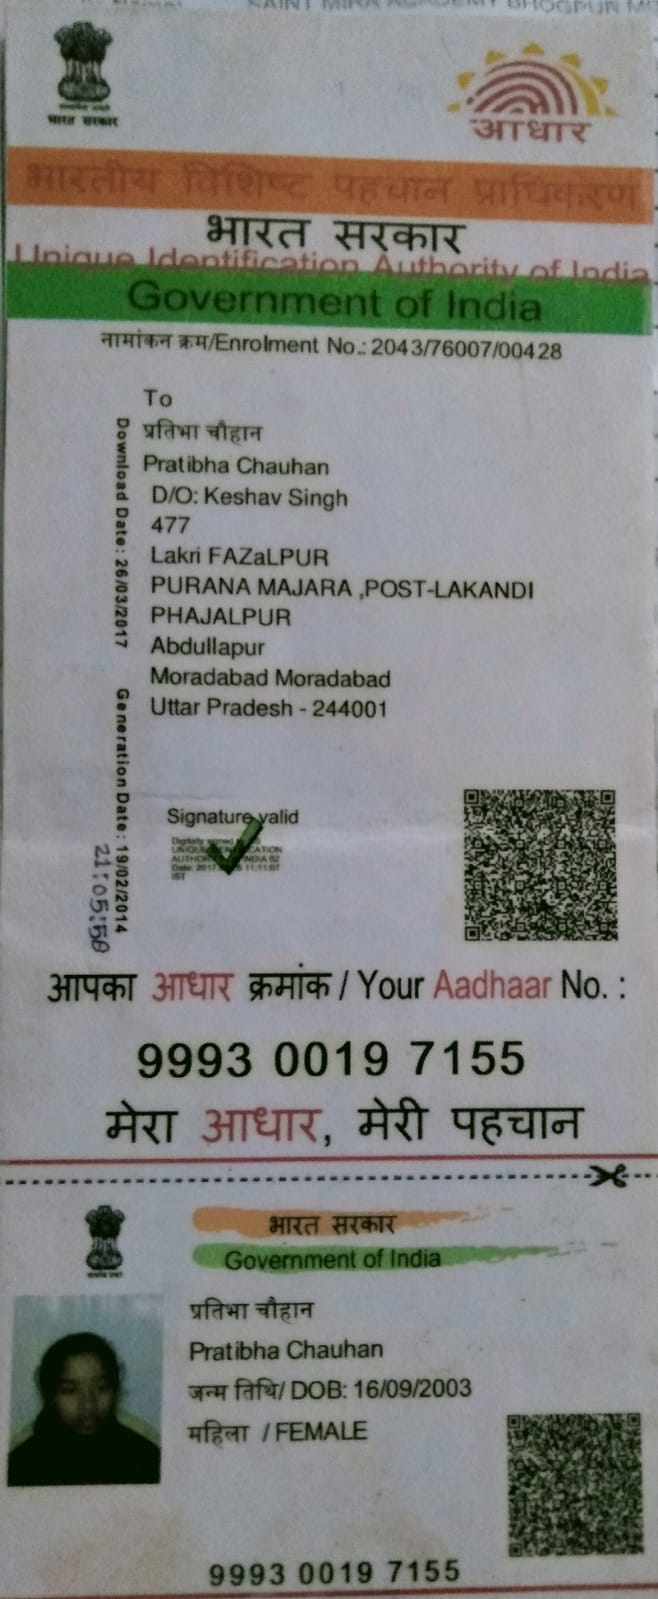 SAINT MIRA ACADEMY BHOGPUR
भारत सरकार
आधार
भारतीय विशिष्ट पहचान प्राधिकरण
भारत सरकार
Unique Identification Authority of India
Government of India
नामांकन क्रम/Enrolment No.: 2043/76007/00428
To
प्रतिभा चौहान
Pratibha Chauhan
D/O: Keshav Singh
477
Lakri FAZaLPUR
PURANA MAJARA ,POST-LAKANDI
PHAJALPUR
Abdullapur
Moradabad Moradabad
Uttar Pradesh - 244001
Download Date: 26/03/2017
Generation Date: 19/02/2014
21:05:50
Signature valid
आपका आधार क्रमांक / Your Aadhaar No. :
9993 0019 7155
मेरा आधार, मेरी पहचान
भारत सरकार
Government of India
प्रतिभा चौहान
Pratibha Chauhan
जन्म तिथि/ DOB: 16/09/2003
महिला / FEMALE
9993 0019 7155